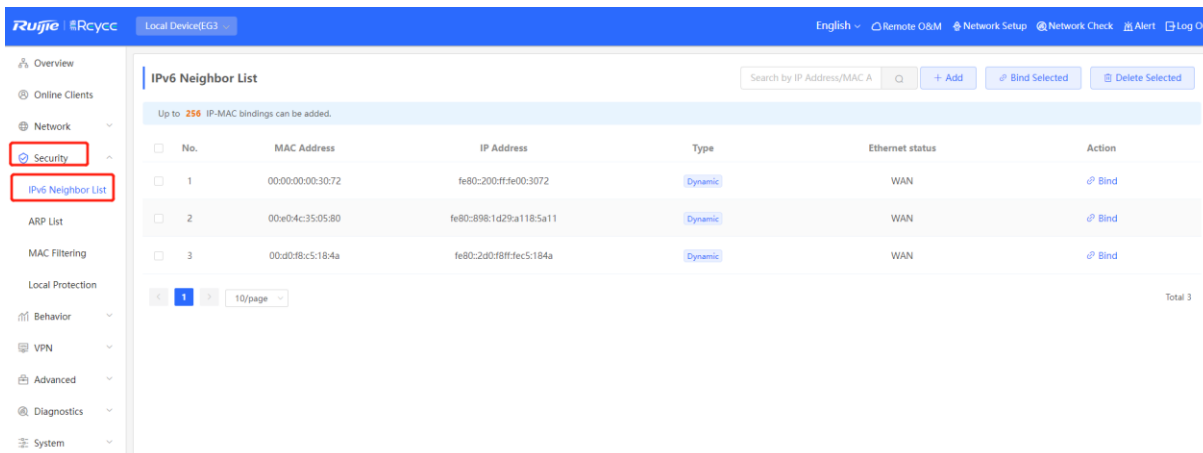 Ruijie | Rcycc Local Device(EG3 English Remote O&M Network Setup Network Check Alert Log O
Overview
Online Clients
Network
Security
IPv6 Neighbor List
ARP List
MAC Filtering
Local Protection
Behavior
VPN
Advanced
Diagnostics
System
IPv6 Neighbor List Search by IP Address/MAC A + Add Bind Selected Delete Selected
Up to 256 IP-MAC bindings can be added.
No. MAC Address IP Address Type Ethernet status Action
1 00:00:00:00:30:72 fe80::200:ff:fe00:3072 Dynamic WAN Bind
2 00:e0:4c:35:05:80 fe80::898:1d29:a118:5a11 Dynamic WAN Bind
3 00:d0:f8:c5:18:4a fe80::2d0:f8ff:fec5:184a Dynamic WAN Bind
< 1 > 10/page Total 3